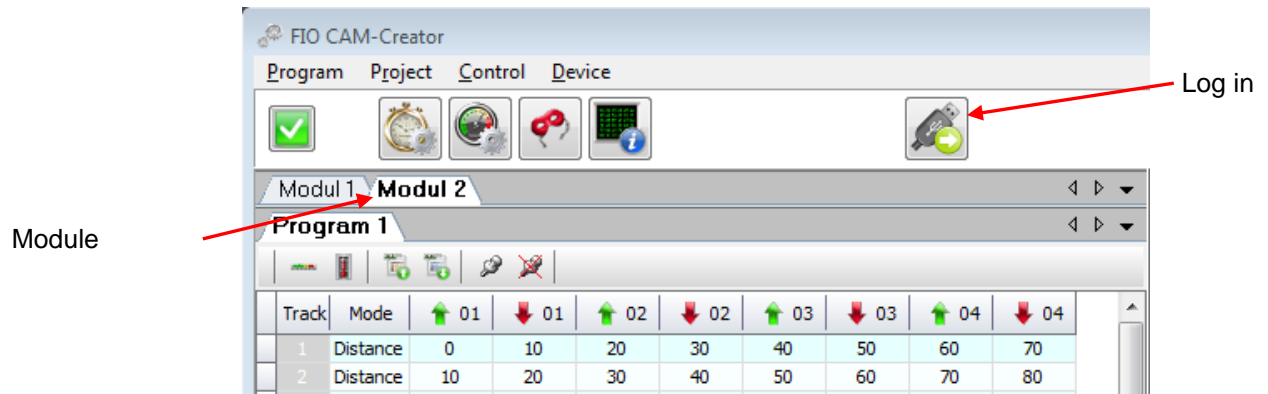 FIO CAM-Creator
Program Project Control Device
Log in
Modul 1 Modul 2
Program 1
Module
Track Mode 01 01 02 02 03 03 04 04
1 Distance 0 10 20 30 40 50 60 70
2 Distance 10 20 30 40 50 60 70 80